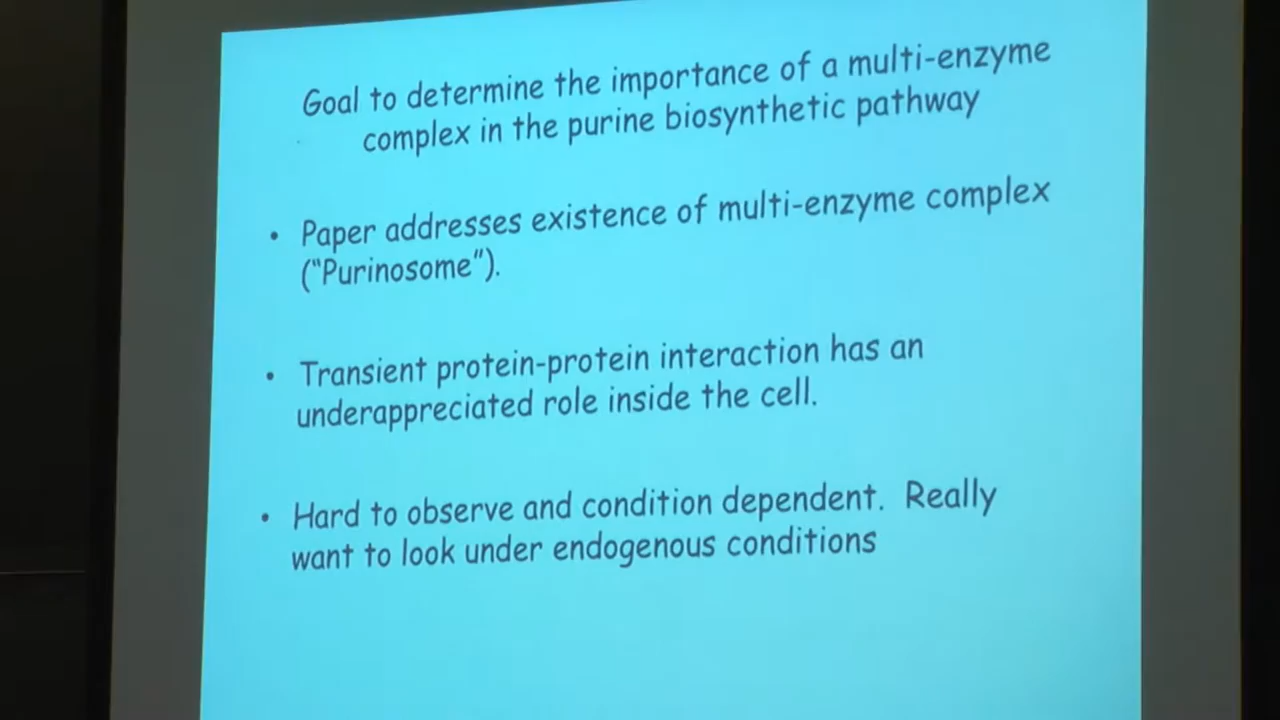 Goal to determine the importance of a multi-enzyme
complex in the purine biosynthetic pathway
• Paper addresses existence of multi-enzyme complex
("Purinosome").
• Transient protein-protein interaction has an
underappreciated role inside the cell.
• Hard to observe and condition dependent. Really
want to look under endogenous conditions